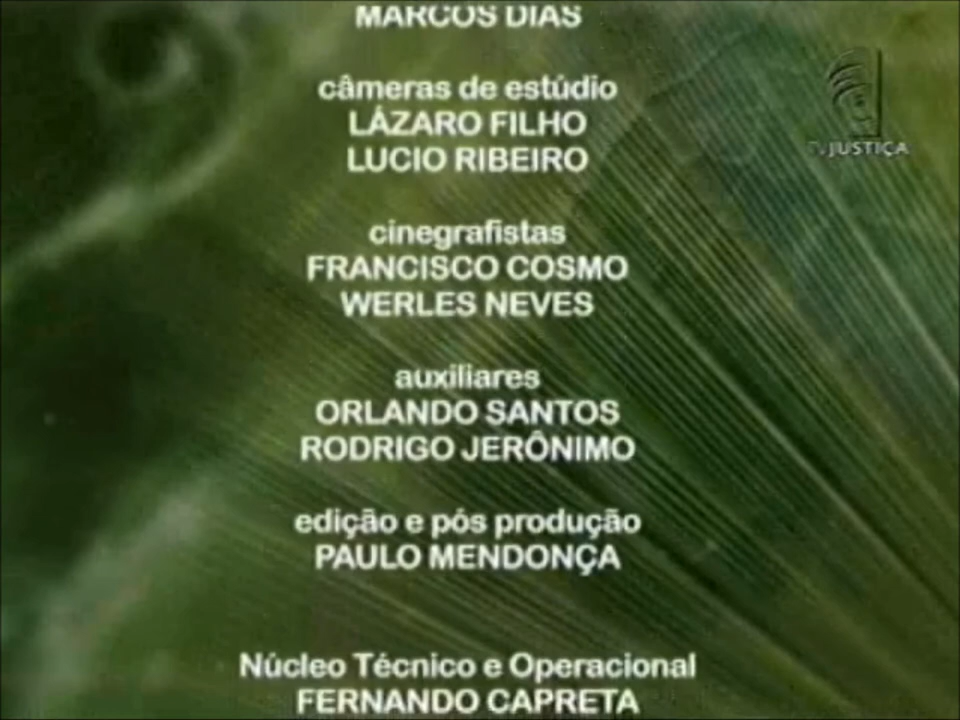 MARCOS DIAS
câmeras de estúdio
LÁZARO FILHO
LUCIO RIBEIRO
TV JUSTIÇA
cinegrafistas
FRANCISCO COSMO
WERLES NEVES
auxiliares
ORLANDO SANTOS
RODRIGO JERÔNIMO
edição e pós produção
PAULO MENDONÇA
Núcleo Técnico e Operacional
FERNANDO CAPRETA